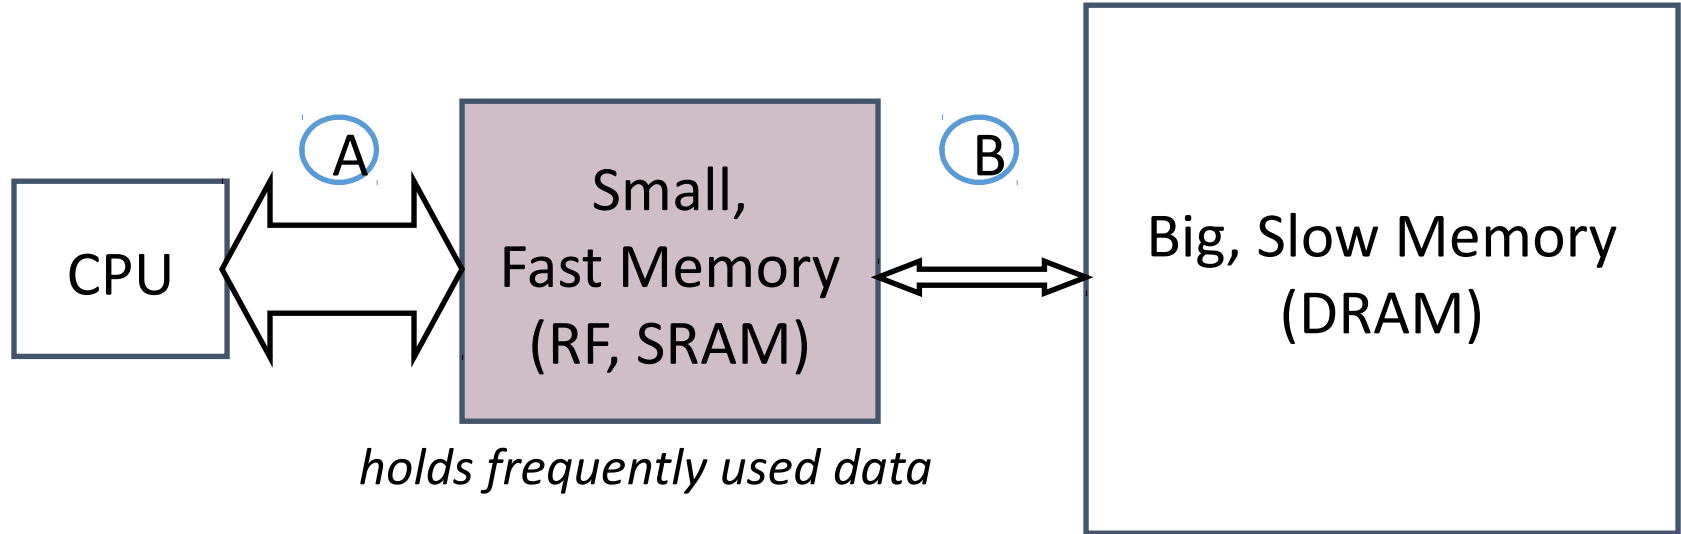 A
B
CPU
Small,
Fast Memory
(RF, SRAM)
Big, Slow Memory
(DRAM)
holds frequently used data